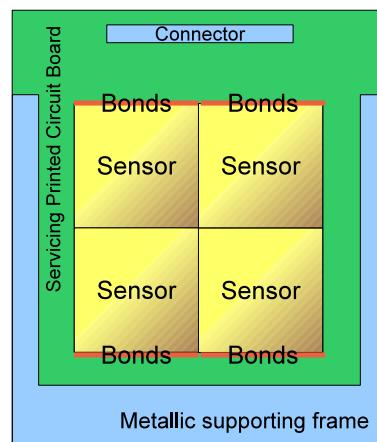 Connector
Servicing Printed Circuit Board
Bonds Bonds
Sensor Sensor
Sensor Sensor
Bonds Bonds
Metallic supporting frame